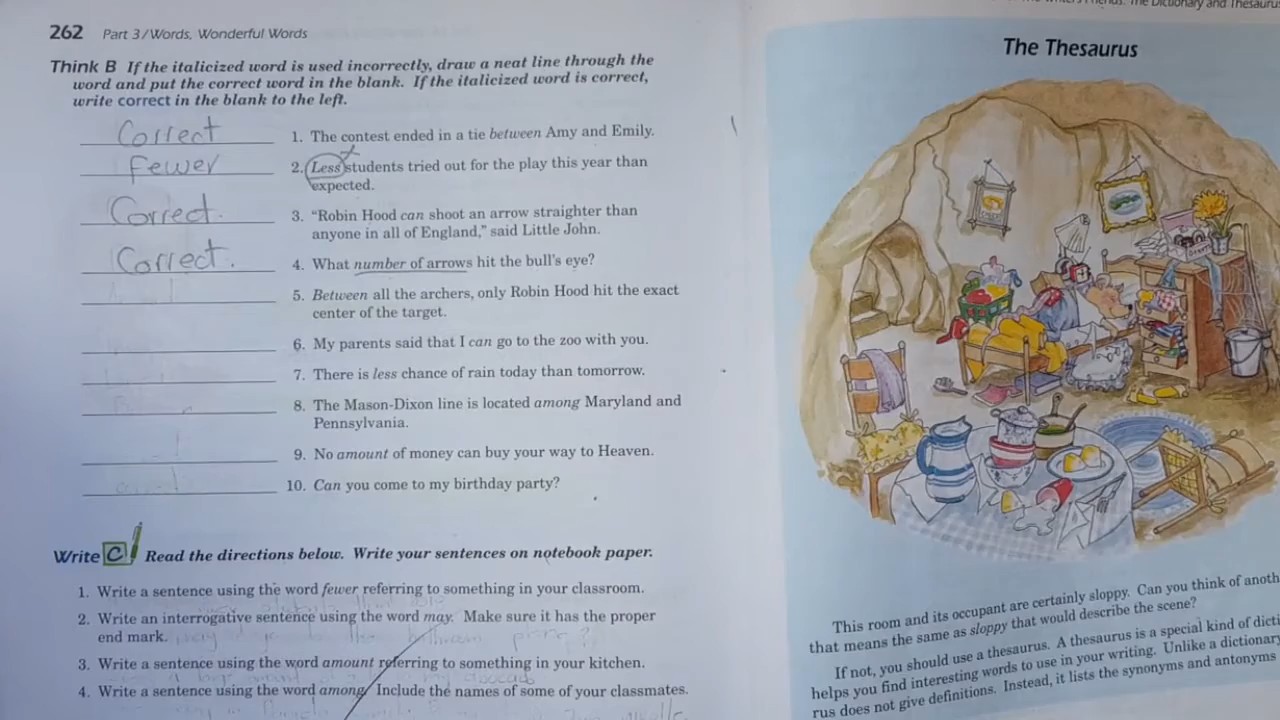 262 Part 3/Words, Wonderful Words
Think B If the italicized word is used incorrectly, draw a neat line through the
word and put the correct word in the blank. If the italicized word is correct,
write correct in the blank to the left.
Correct 1. The contest ended in a tie between Amy and Emily.
Fewer 2. Less students tried out for the play this year than
expected.
Correct. 3. “Robin Hood can shoot an arrow straighter than
anyone in all of England,” said Little John.
Correct. 4. What number of arrows hit the bull's eye?
5. Between all the archers, only Robin Hood hit the exact
center of the target.
6. My parents said that I can go to the zoo with you.
7. There is less chance of rain today than tomorrow.
8. The Mason-Dixon line is located among Maryland and
Pennsylvania.
9. No amount of money can buy your way to Heaven.
10. Can you come to my birthday party?
Write C Read the directions below. Write your sentences on notebook paper.
1. Write a sentence using the word fewer referring to something in your classroom.
2. Write an interrogative sentence using the word may. Make sure it has the proper
end mark.
3. Write a sentence using the word amount referring to something in your kitchen.
4. Write a sentence using the word among. Include the names of some of your classmates.
The Dictionary and Thesaurus
The Thesaurus
This room and its occupant are certainly sloppy. Can you think of anoth
that means the same as sloppy that would describe the scene?
If not, you should use a thesaurus. A thesaurus is a special kind of dicti
helps you find interesting words to use in your writing. Unlike a dictionary
rus does not give definitions. Instead, it lists the synonyms and antonyms